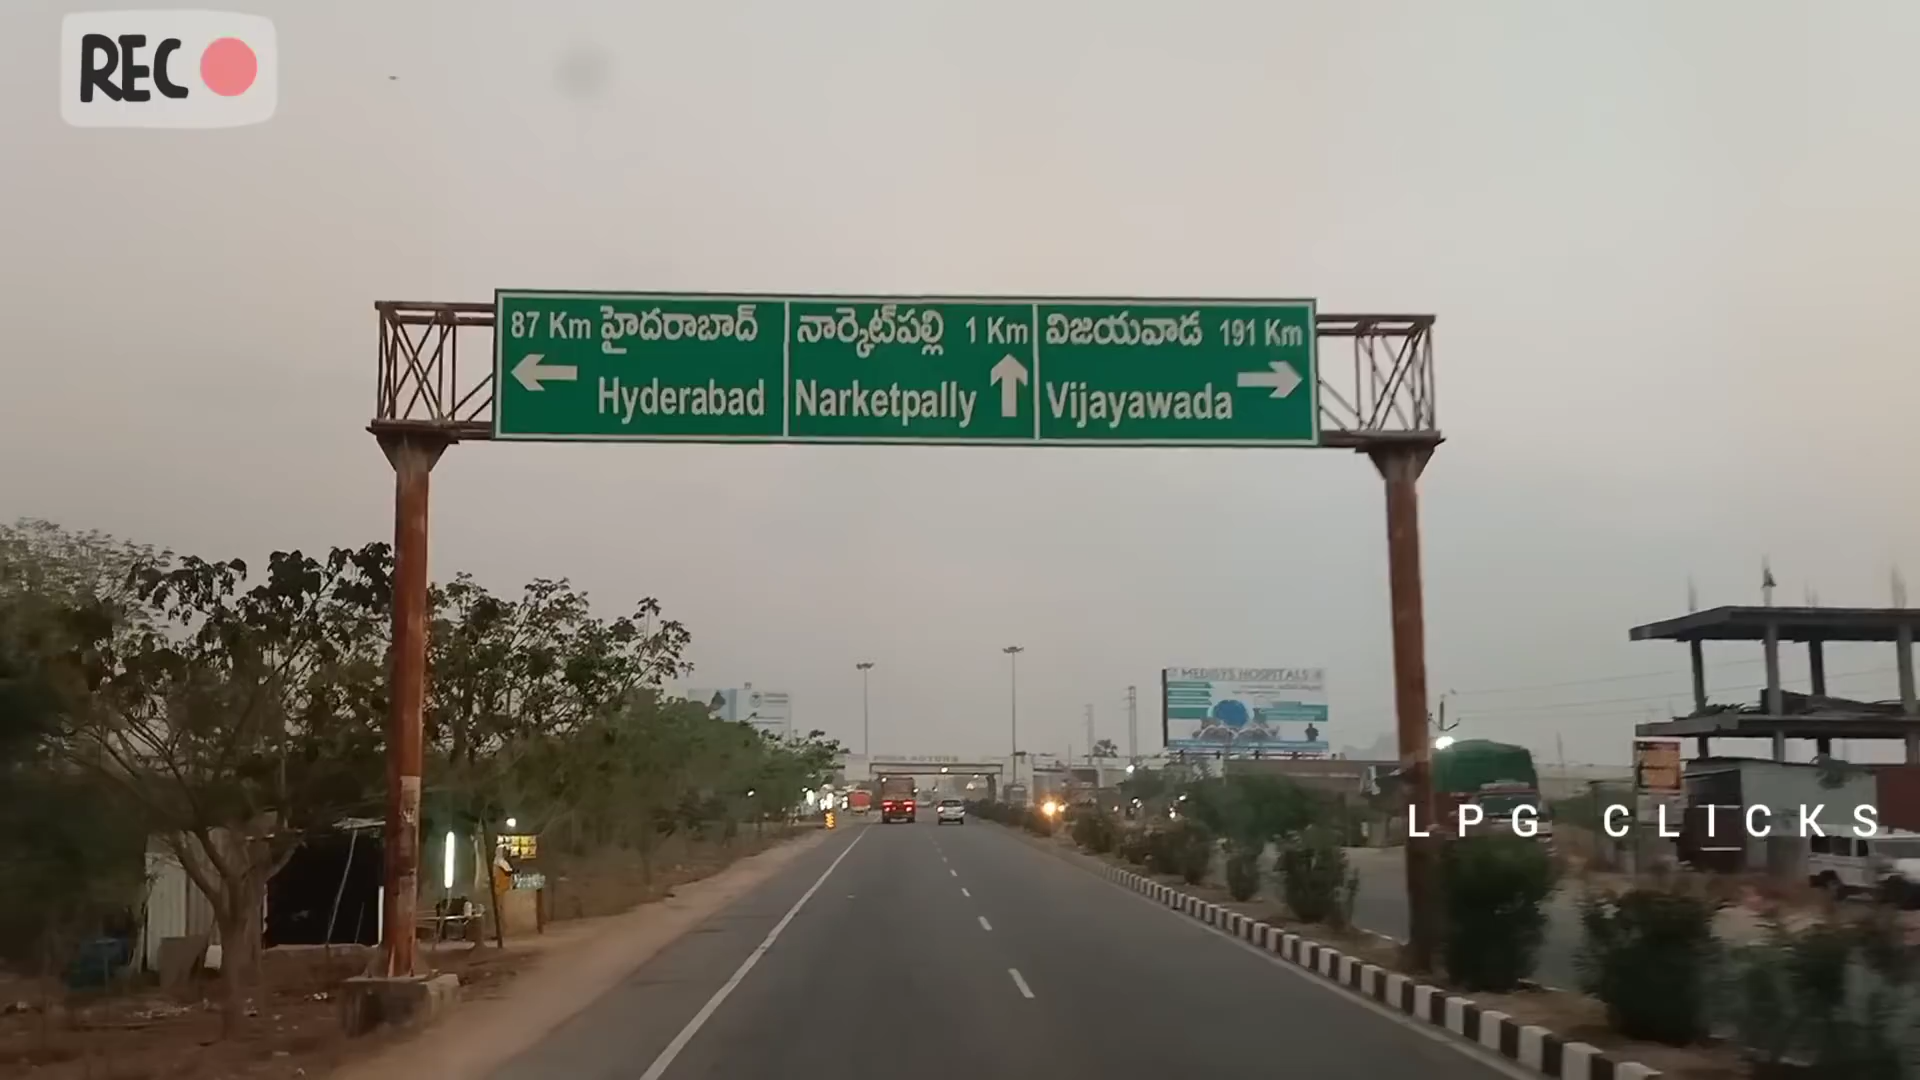 REC
87 Km హైదరాబాద్
Hyderabad
నార్కెట్‌పల్లి 1 Km
Narketpally
విజయవాడ 191 Km
Vijayawada
MEDISYS HOSPITALS
LPG CLICKS